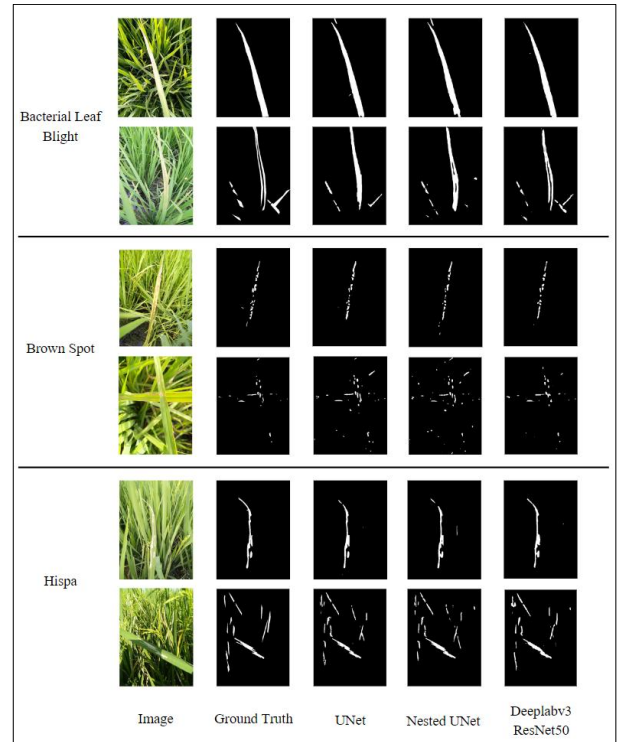 Bacterial Leaf
Blight
Brown Spot
Hispa
Image
Ground Truth
UNet
Nested UNet
Deeplabv3
ResNet50